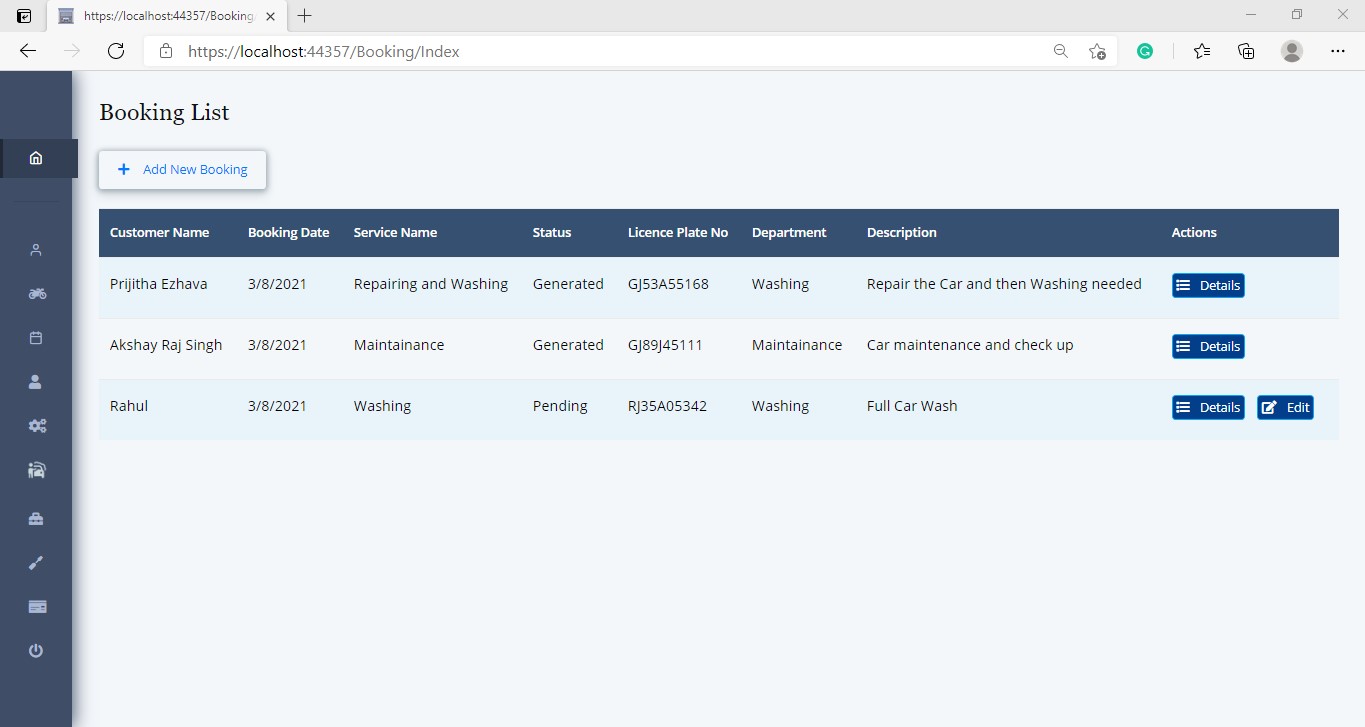 https://localhost:44357/Booking
https://localhost:44357/Booking/Index
Booking List
Add New Booking
Customer Name Booking Date Service Name Status Licence Plate No Department Description Actions
Prijitha Ezhava 3/8/2021 Repairing and Washing Generated GJ53A55168 Washing Repair the Car and then Washing needed Details
Akshay Raj Singh 3/8/2021 Maintainance Generated GJ89J45111 Maintainance Car maintenance and check up Details
Rahul 3/8/2021 Washing Pending RJ35A05342 Washing Full Car Wash Details Edit